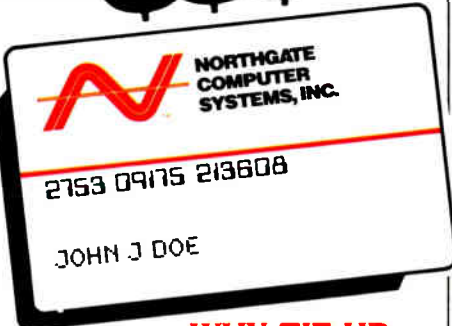 NORTHGATE
COMPUTER
SYSTEMS, INC.
2753 09175 213608
JOHN J DOE